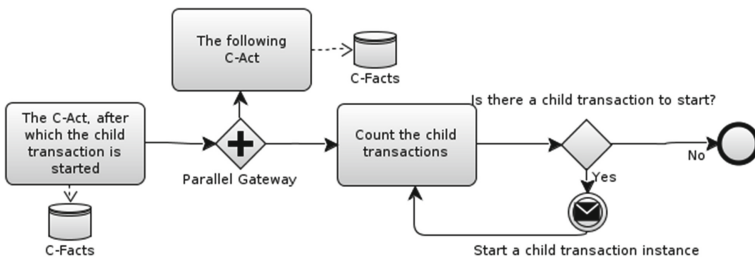 The following
C-Act
C-Facts
Is there a child transaction to start?
The C-Act, after
which the child
transaction is
started
Count the child
transactions
No
Parallel Gateway
Yes
C-Facts
Start a child transaction instance